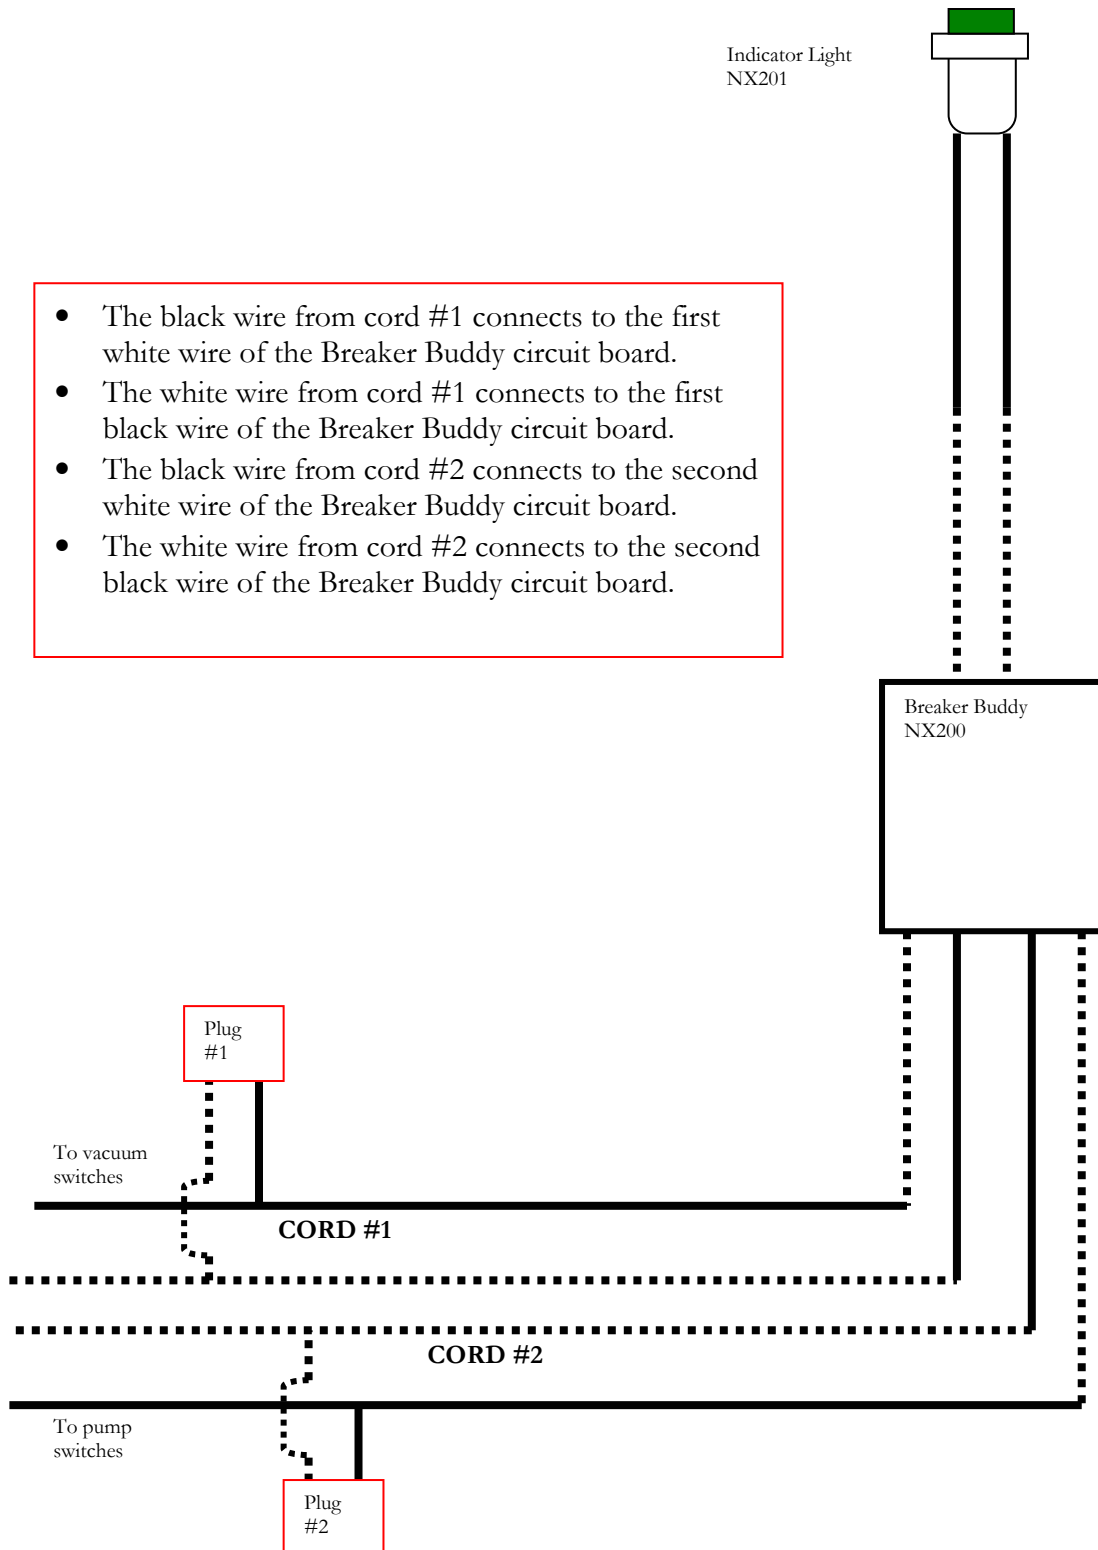 Indicator Light
NX201
• The black wire from cord #1 connects to the first
white wire of the Breaker Buddy circuit board.
• The white wire from cord #1 connects to the first
black wire of the Breaker Buddy circuit board.
• The black wire from cord #2 connects to the second
white wire of the Breaker Buddy circuit board.
• The white wire from cord #2 connects to the second
black wire of the Breaker Buddy circuit board.
Breaker Buddy
NX200
Plug
#1
To vacuum
switches
CORD #1
CORD #2
To pump
switches
Plug
#2